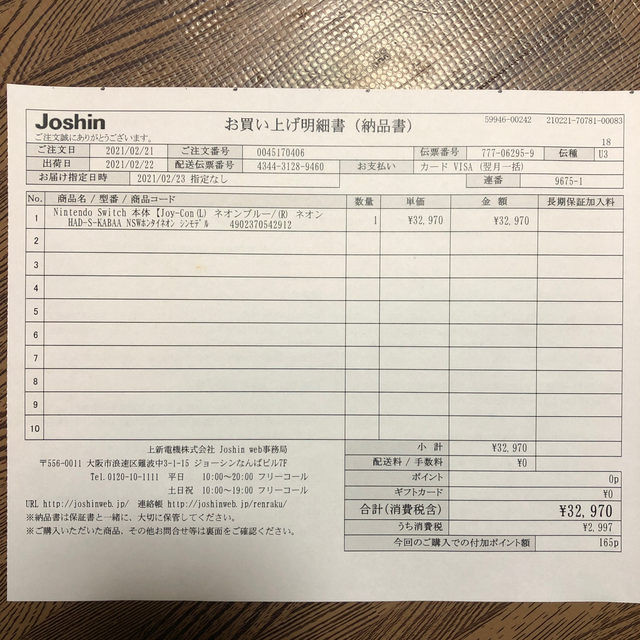 Joshin
ご注文誠にありがとうございます。
お買い上げ明細書（納品書）
59946-00242 210221-70781-00083
18
ご注文日 2021/02/21 ご注文番号 0045170406 伝票番号 777-06295-9 伝種 U3
出荷日 2021/02/22 配送伝票番号 4344-3128-9460 お支払い カード VISA（翌月一括）
お届け指定日時 2021/02/23 指定なし 連番 9675-1
No. 商品名 / 型番 / 商品コード 数量 単価 金額 長期保証加入料
1 Nintendo Switch 本体【Joy-Con(L) ネオンブルー/(R) ネオン 1 ¥32,970 ¥32,970
HAD-S-KABAA NSWホンタイネオン シンモデル 4902370542912
2
3
4
5
6
7
8
9
10
小計 ¥32,970
配送料 / 手数料 ¥0
ポイント 0p
ギフトカード ¥0
合計(消費税含) ¥32,970
うち消費税 ¥2,997
今回のご購入での付加ポイント額 165p
上新電機株式会社 Joshin web事務局
〒556-0011 大阪市浪速区難波中3-1-15 ジョーシンなんばビル7F
Tel.0120-10-1111 平日 10:00～20:00 フリーコール
土日祝 10:00～19:00 フリーコール
URL http://joshinweb.jp/ 連絡帳 http://joshinweb.jp/renraku/
※納品書は保証書と一緒に、大切に保管してください。
※ご購入いただいた商品、その他お問合せ等は裏面をご確認ください。